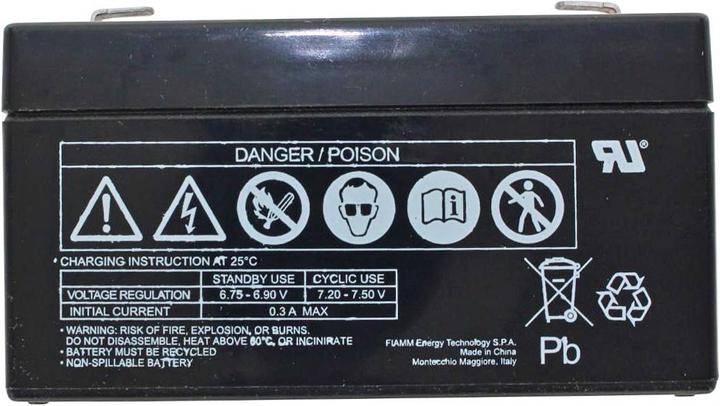 DANGER / POISON
CHARGING INSTRUCTION AT 25°C
STANDBY USE CYCLIC USE
VOLTAGE REGULATION 6.75 - 6.90 V 7.20 - 7.50 V
INITIAL CURRENT 0.3 A MAX
• WARNING: RISK OF FIRE, EXPLOSION, OR BURNS.
DO NOT DISASSEMBLE, HEAT ABOVE 60°C, OR INCINIRATE
• BATTERY MUST BE RECYCLED
• NON-SPILLABLE BATTERY
FIAMM Energy Technology S.P.A.
Made in China
Montecchio Maggiore, Italy
Pb